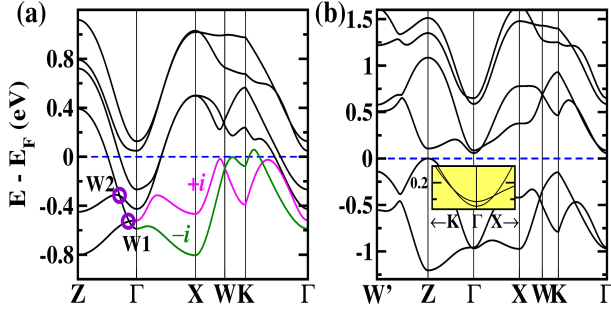 (a)
E - E_F (eV)
0.8
0.4
0
-0.4
-0.8
W2
W1
+i
-i
Z Γ X W K Γ
(b)
1.5
1
0.5
0
-0.5
-1
0.2
←K Γ X→
W' Z Γ X W K Γ